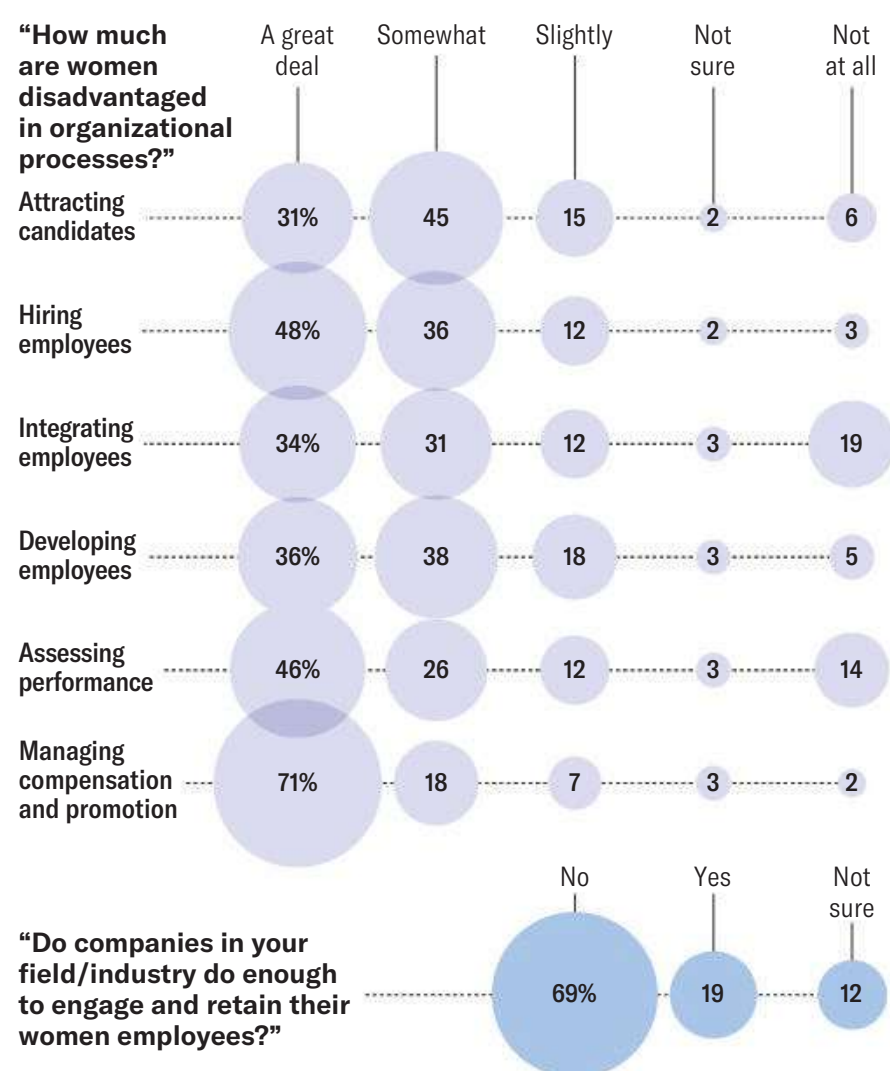 “How much
are women
disadvantaged
in organizational
processes?”
A great
deal
Somewhat
Slightly
Not
sure
Not
at all
Attracting
candidates
31% 45 15 2 6
Hiring
employees
48% 36 12 2 3
Integrating
employees
34% 31 12 3 19
Developing
employees
36% 38 18 3 5
Assessing
performance
46% 26 12 3 14
Managing
compensation
and promotion
71% 18 7 3 2
No
Yes
Not
sure
“Do companies in your
field/industry do enough
to engage and retain their
women employees?”
69% 19 12